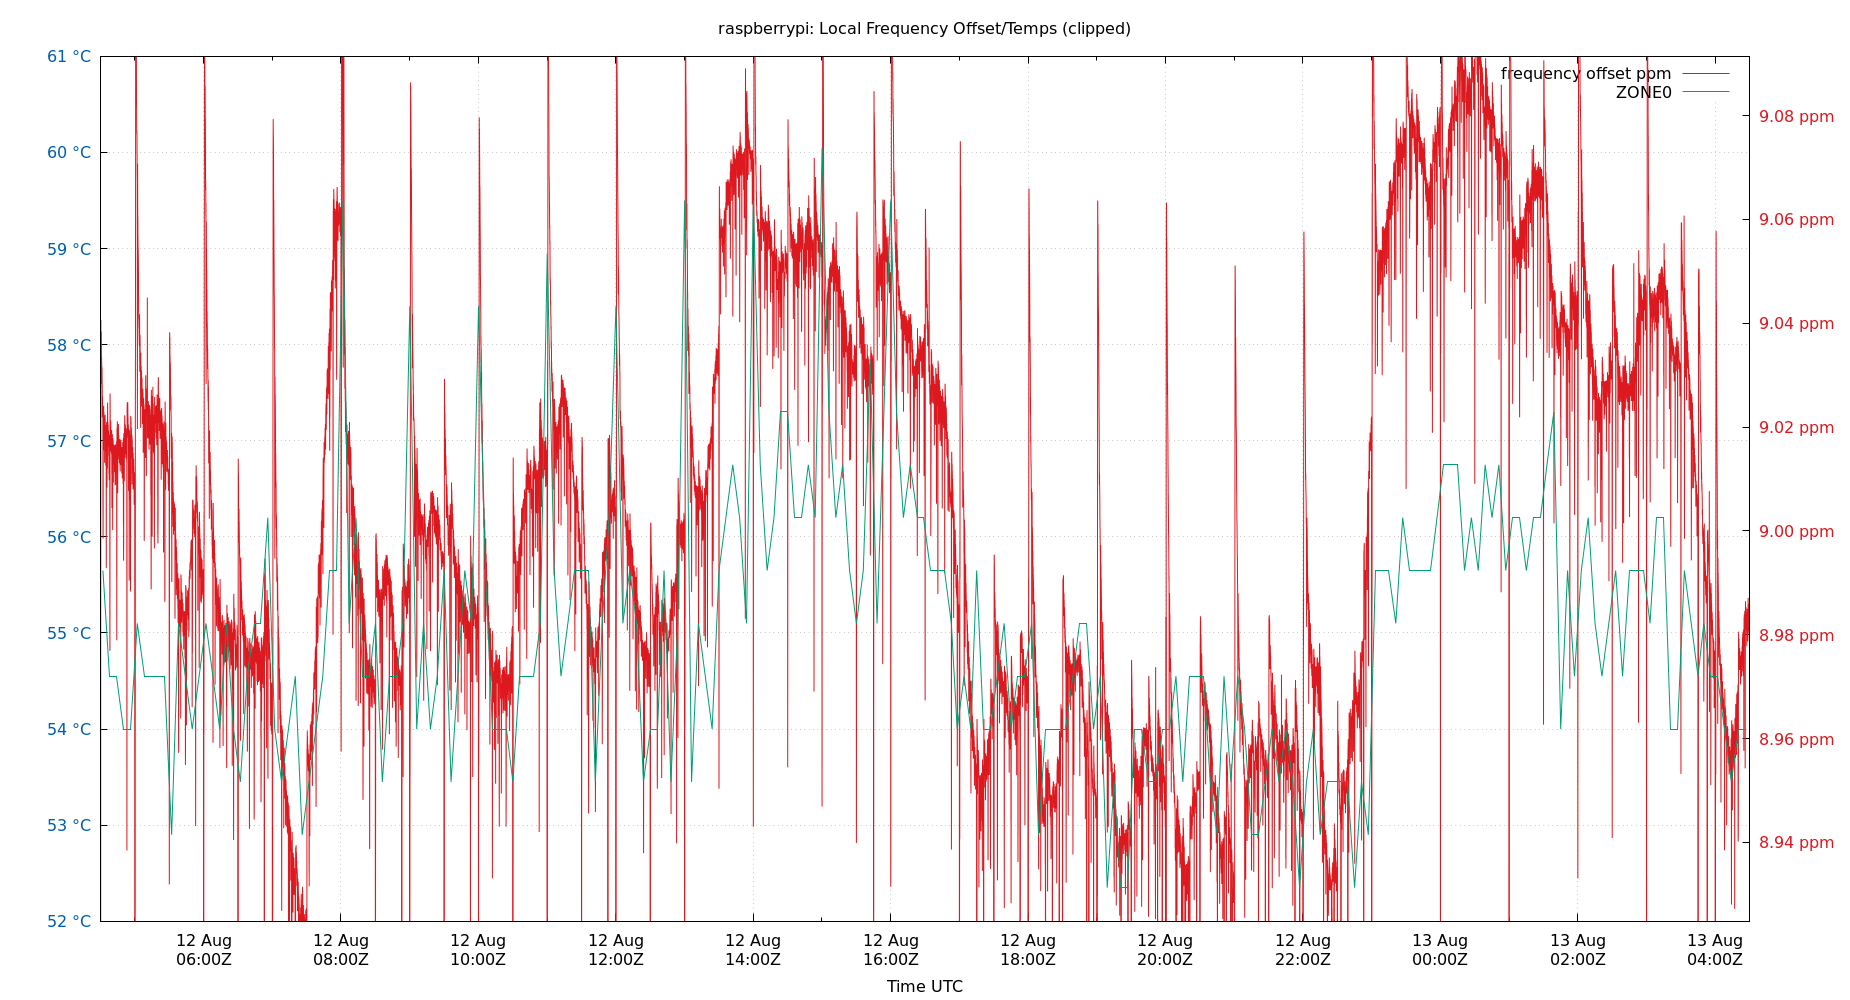 raspberrypi: Local Frequency Offset/Temps (clipped)
61 °C
60 °C
59 °C
58 °C
57 °C
56 °C
55 °C
54 °C
53 °C
52 °C
frequency offset ppm
ZONE0
9.08 ppm
9.06 ppm
9.04 ppm
9.02 ppm
9.00 ppm
8.98 ppm
8.96 ppm
8.94 ppm
12 Aug 12 Aug 12 Aug 12 Aug 12 Aug 12 Aug 12 Aug 12 Aug 12 Aug 13 Aug 13 Aug 13 Aug
06:00Z 08:00Z 10:00Z 12:00Z 14:00Z 16:00Z 18:00Z 20:00Z 22:00Z 00:00Z 02:00Z 04:00Z
Time UTC